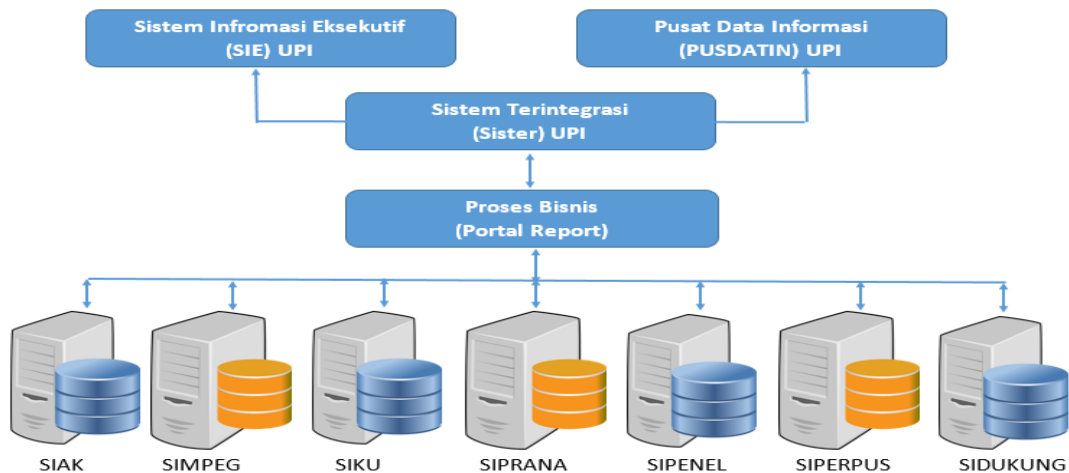 Sistem Infromasi Eksekutif
(SIE) UPI
Pusat Data Informasi
(PUSDATIN) UPI
Sistem Terintegrasi
(Sister) UPI
Proses Bisnis
(Portal Report)
SIAK
SIMPEG
SIKU
SIPRANA
SIPENEL
SIPERPUS
SIDUKUNG